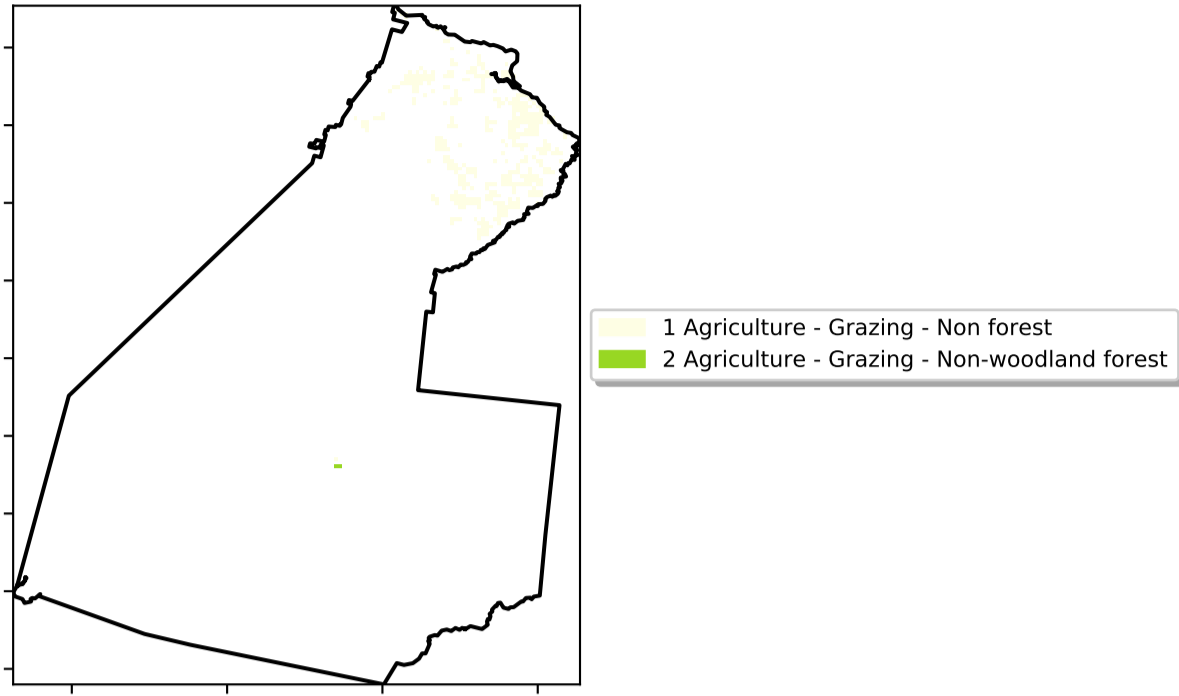 1 Agriculture - Grazing - Non forest
2 Agriculture - Grazing - Non-woodland forest